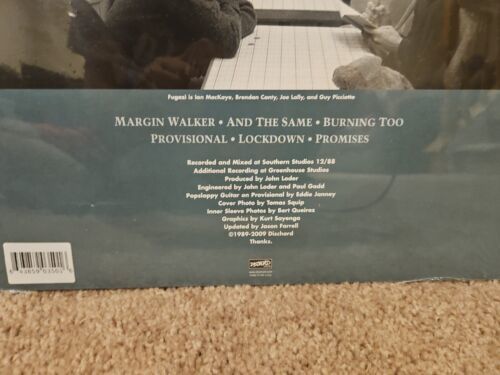 Fugazi is Ian MacKaye, Brendan Canty, Joe Lally, and Guy Picciotto
MARGIN WALKER • AND THE SAME • BURNING TOO
PROVISIONAL • LOCKDOWN • PROMISES
Recorded and Mixed at Southern Studios 12/88
Additional Recording at Greenhouse Studios
Produced by John Loder
Engineered by John Loder and Paul Gadd
Popsloppy Guitar on Provisional by Eddie Janney
Cover Photo by Tomas Squip
Inner Sleeve Photos by Bert Queiroz
Graphics by Kurt Sayenga
Updated by Jason Farrell
©1989-2009 Dischord
Thanks.
DISCHORD